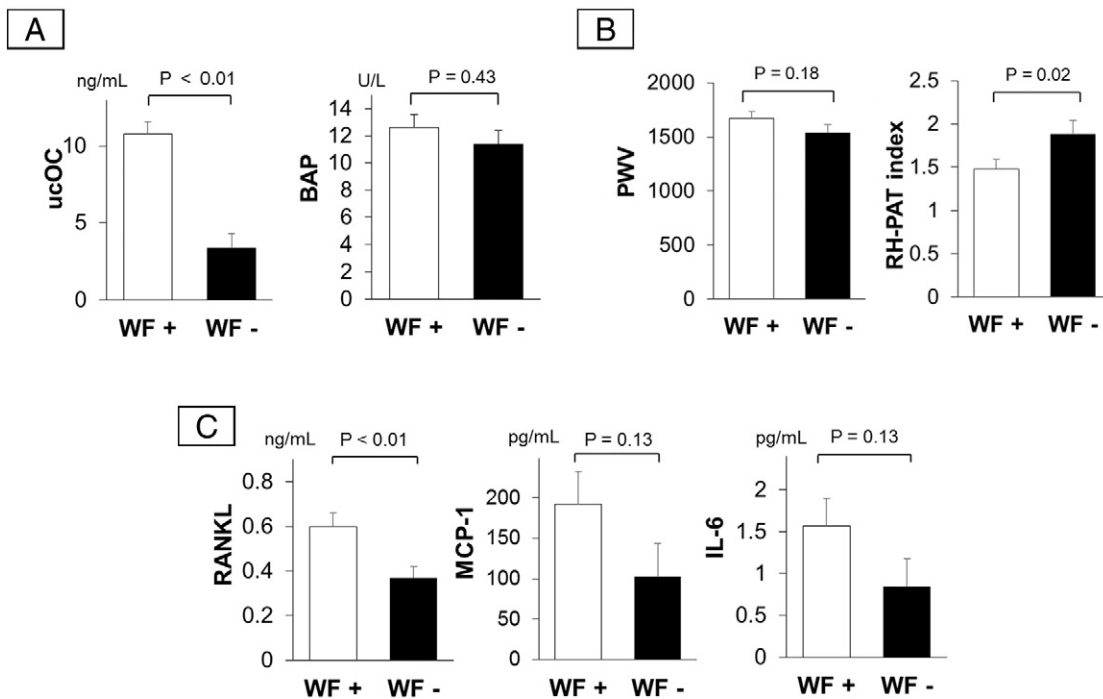 A
ng/mL
P < 0.01
ucOC
10
5
0
WF +
WF -
U/L
P = 0.43
BAP
14
12
10
8
6
4
2
0
WF +
WF -
B
P = 0.18
PWV
2000
1500
1000
500
0
WF +
WF -
P = 0.02
RH-PAT index
2.5
2
1.5
1
0.5
0
WF +
WF -
C
ng/mL
P < 0.01
RANKL
0.8
0.6
0.4
0.2
0
WF +
WF -
pg/mL
P = 0.13
MCP-1
200
150
100
50
0
WF +
WF -
pg/mL
P = 0.13
IL-6
2
1.5
1
0.5
0
WF +
WF -